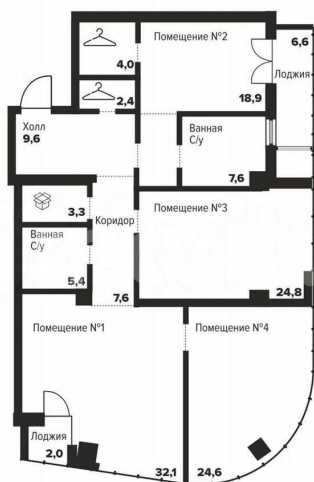 Помещение №2
6,6
Лоджия
4,0
18,9
2,4
Холл
9,6
Ванная
С/у
7,6
3,3
Коридор
Помещение №3
Ванная
С/у
5,4
7,6
24,8
Помещение №1
Помещение №4
Лоджия
2,0
32,1
24,6